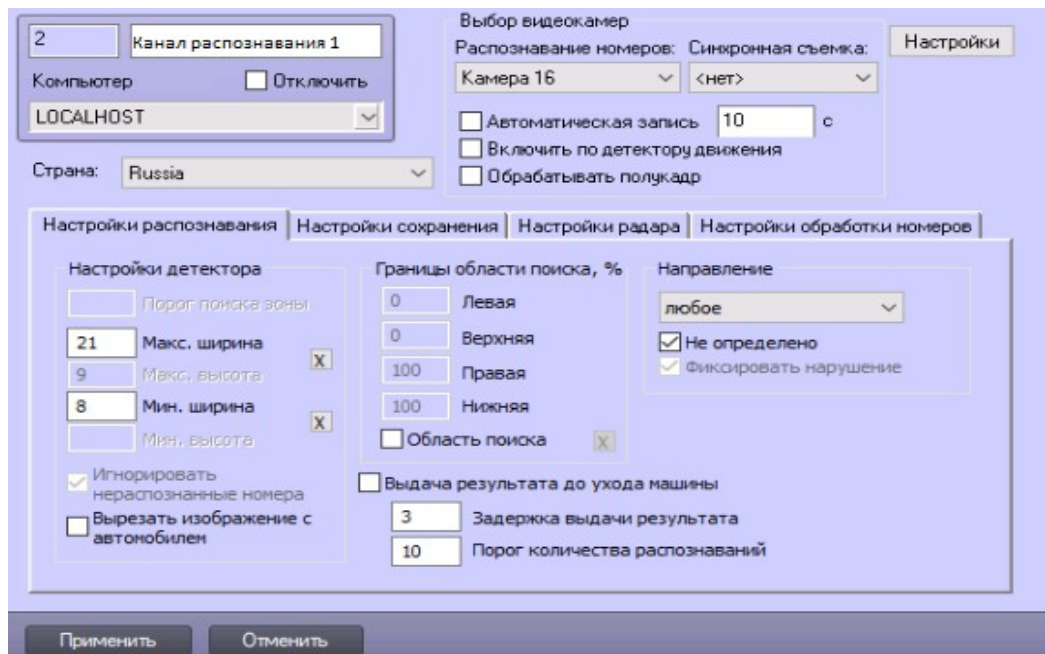 2
Канал распознавания 1
Компьютер
Отключить
LOCALHOST
Страна:
Russia
Выбор видеокамер
Распознавание номеров:
Синхронная съемка:
Камера 16
<нет>
Автоматическая запись
10
с
Включить по детектору движения
Обрабатывать полукадр
Настройки
Настройки распознавания
Настройки сохранения
Настройки радара
Настройки обработки номеров
Настройки детектора
Порог поиска зоны
21
Макс. ширина
9
Макс. высота
X
8
Мин. ширина
Мин. высота
X
Игнорировать
нераспознанные номера
Вырезать изображение с
автомобилем
Границы области поиска, %
0
Левая
0
Верхняя
100
Правая
100
Нижняя
Область поиска
X
Направление
любое
Не определено
Фиксировать нарушение
Выдача результата до ухода машины
3
Задержка выдачи результата
10
Порог количества распознаваний
Применить
Отменить